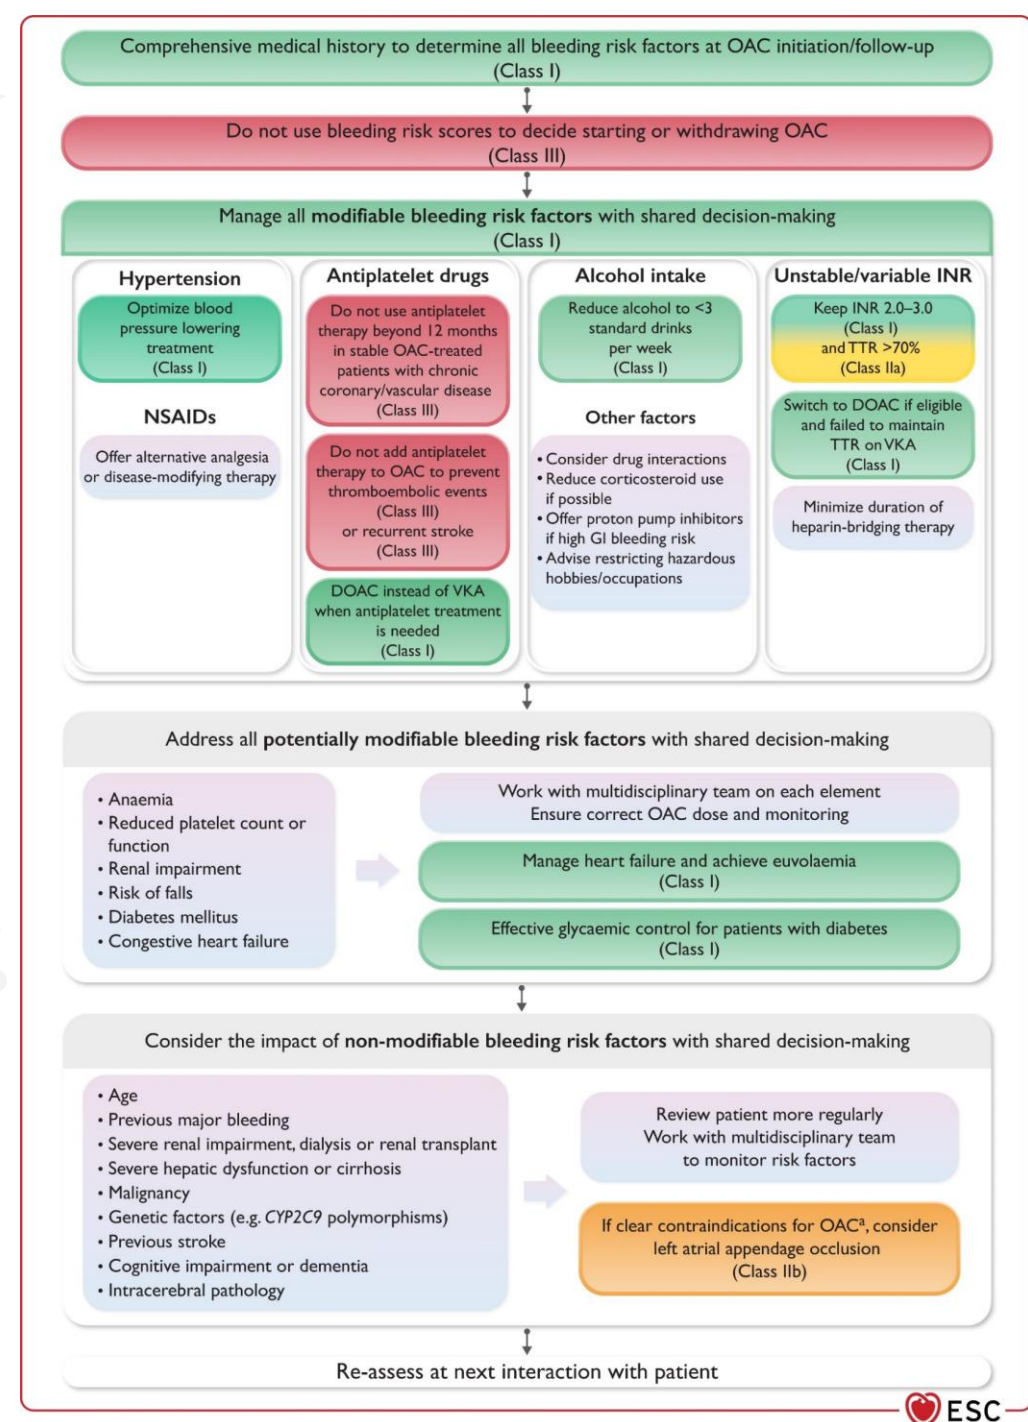 Comprehensive medical history to determine all bleeding risk factors at OAC initiation/follow-up
(Class I)
Do not use bleeding risk scores to decide starting or withdrawing OAC
(Class III)
Manage all modifiable bleeding risk factors with shared decision-making
(Class I)
Hypertension
Optimize blood
pressure lowering
treatment
(Class I)
NSAIDs
Offer alternative analgesia
or disease-modifying therapy
Antiplatelet drugs
Do not use antiplatelet
therapy beyond 12 months
in stable OAC-treated
patients with chronic
coronary/vascular disease
(Class III)
Do not add antiplatelet
therapy to OAC to prevent
thromboembolic events
(Class III)
or recurrent stroke
(Class III)
DOAC instead of VKA
when antiplatelet treatment
is needed
(Class I)
Alcohol intake
Reduce alcohol to <3
standard drinks
per week
(Class I)
Other factors
• Consider drug interactions
• Reduce corticosteroid use
if possible
• Offer proton pump inhibitors
if high GI bleeding risk
• Advise restricting hazardous
hobbies/occupations
Unstable/variable INR
Keep INR 2.0–3.0
(Class I)
and TTR >70%
(Class IIa)
Switch to DOAC if eligible
and failed to maintain
TTR on VKA
(Class I)
Minimize duration of
heparin-bridging therapy
Address all potentially modifiable bleeding risk factors with shared decision-making
• Anaemia
• Reduced platelet count or
function
• Renal impairment
• Risk of falls
• Diabetes mellitus
• Congestive heart failure
Work with multidisciplinary team on each element
Ensure correct OAC dose and monitoring
Manage heart failure and achieve euvolaemia
(Class I)
Effective glycaemic control for patients with diabetes
(Class I)
Consider the impact of non-modifiable bleeding risk factors with shared decision-making
• Age
• Previous major bleeding
• Severe renal impairment, dialysis or renal transplant
• Severe hepatic dysfunction or cirrhosis
• Malignancy
• Genetic factors (e.g. CYP2C9 polymorphisms)
• Previous stroke
• Cognitive impairment or dementia
• Intracerebral pathology
Review patient more regularly
Work with multidisciplinary team
to monitor risk factors
If clear contraindications for OACᵃ, consider
left atrial appendage occlusion
(Class IIb)
Re-assess at next interaction with patient
ESC